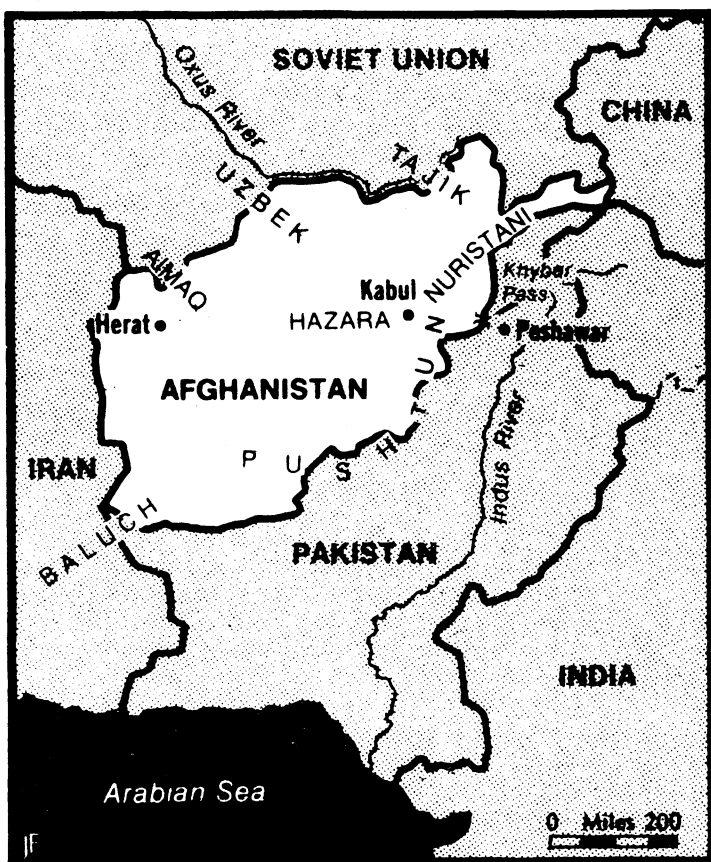 SOVIET UNION
CHINA
Oxus River
TAJIK
UZBEK
NURISTANI
AIMAQ
Khyber
Pass
Kabul
Herat
HAZARA
Peshawar
AFGHANISTAN
PUSHTUN
IRAN
Indus River
BALUCH
PAKISTAN
INDIA
Arabian Sea
0 Miles 200
JF